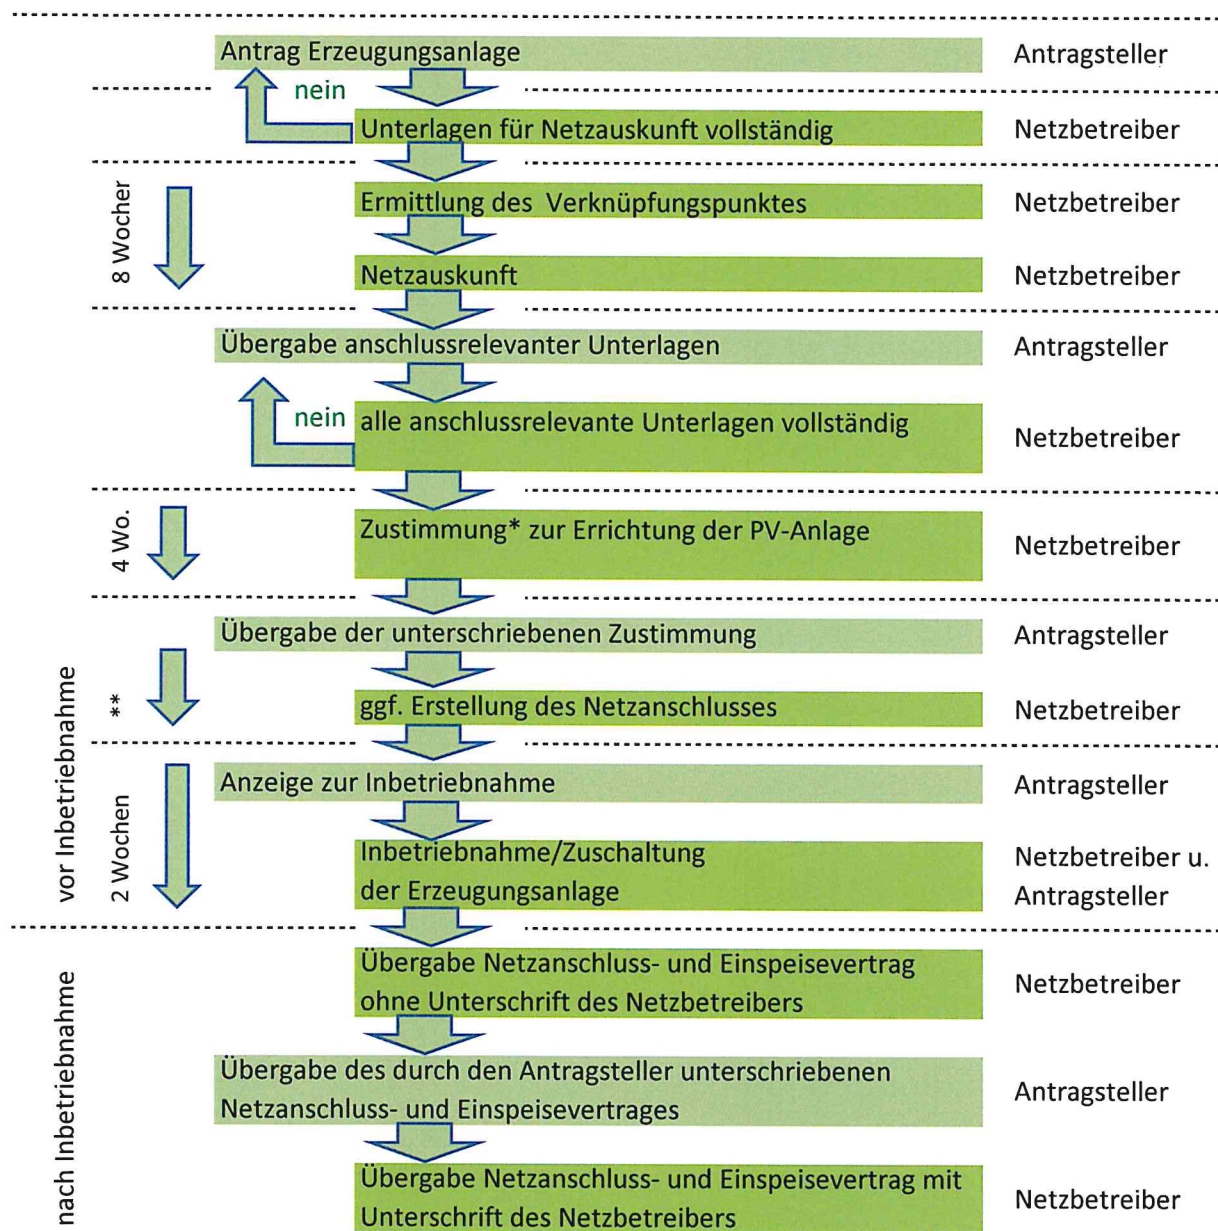 Antrag Erzeugungsanlage Antragsteller
nein
Unterlagen für Netzauskunft vollständig Netzbetreiber
8 Wocher
Ermittlung des Verknüpfungspunktes Netzbetreiber
Netzauskunft Netzbetreiber
Übergabe anschlussrelevanter Unterlagen Antragsteller
nein
alle anschlussrelevante Unterlagen vollständig
Netzbetreiber
4 Wo.
Zustimmung* zur Errichtung der PV-Anlage
Netzbetreiber
vor Inbetriebnahme
Übergabe der unterschriebenen Zustimmung Antragsteller
**
ggf. Erstellung des Netzanschlusses Netzbetreiber
2 Wochen
Anzeige zur Inbetriebnahme Antragsteller
Inbetriebnahme/Zuschaltung Netzbetreiber u.
der Erzeugungsanlage Antragsteller
nach Inbetriebnahme
Übergabe Netzanschluss- und Einspeisevertrag
ohne Unterschrift des Netzbetreibers
Netzbetreiber
Übergabe des durch den Antragsteller unterschriebenen
Netzanschluss- und Einspeisevertrages
Antragsteller
Übergabe Netzanschluss- und Einspeisevertrag mit
Unterschrift des Netzbetreibers
Netzbetreiber